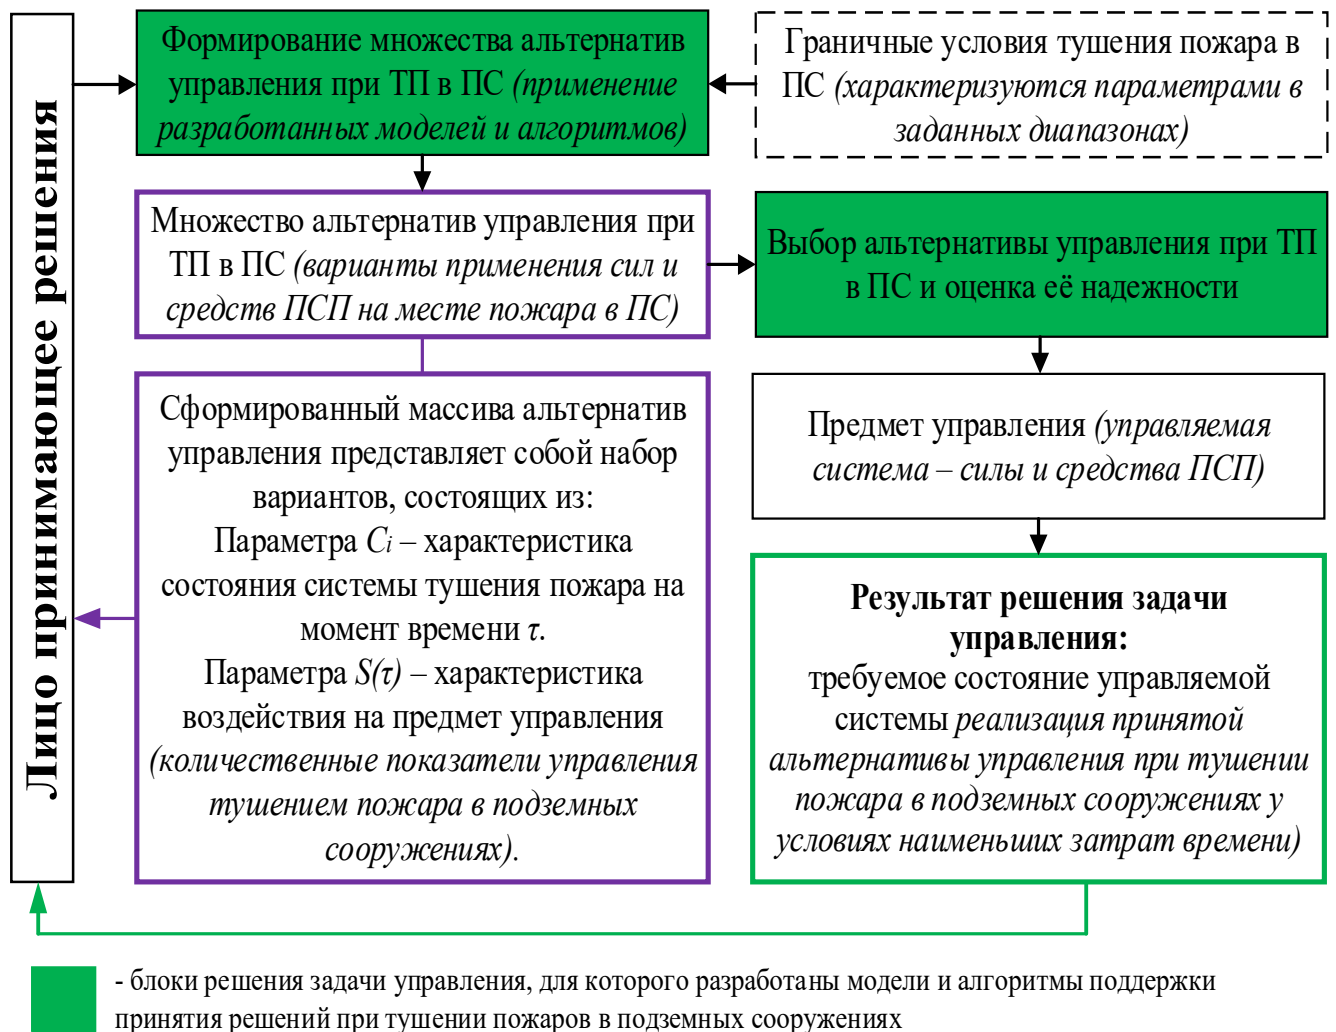 Лицо принимающее решения
Формирование множества альтернатив
управления при ТП в ПС (применение
разработанных моделей и алгоритмов)
Граничные условия тушения пожара в
ПС (характеризуются параметрами в
заданных диапазонах)
Множество альтернатив управления при
ТП в ПС (варианты применения сил и
средств ПСП на месте пожара в ПС)
Выбор альтернативы управления при ТП
в ПС и оценка её надежности
Сформированный массива альтернатив
управления представляет собой набор
вариантов, состоящих из:
Параметра Ci – характеристика
состояния системы тушения пожара на
момент времени τ.
Параметра S(τ) – характеристика
воздействия на предмет управления
(количественные показатели управления
тушением пожара в подземных
сооружениях).
Предмет управления (управляемая
система – силы и средства ПСП)
Результат решения задачи
управления:
требуемое состояние управляемой
системы реализация принятой
альтернативы управления при тушении
пожара в подземных сооружениях у
условиях наименьших затрат времени)
- блоки решения задачи управления, для которого разработаны модели и алгоритмы поддержки
принятия решений при тушении пожаров в подземных сооружениях